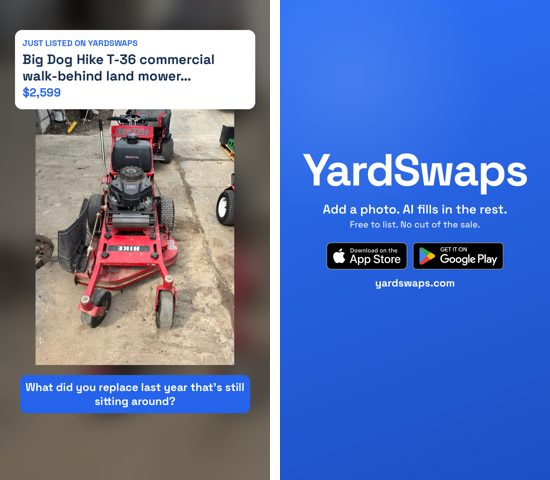 JUST LISTED ON YARDSWAPS
Big Dog Hike T-36 commercial
walk-behind land mower...
$2,599
BIGDOG
HIKE
What did you replace last year that's still
sitting around?
YardSwaps
Add a photo. AI fills in the rest.
Free to list. No cut of the sale.
Download on the
App Store
GET IT ON
Google Play
yardswaps.com